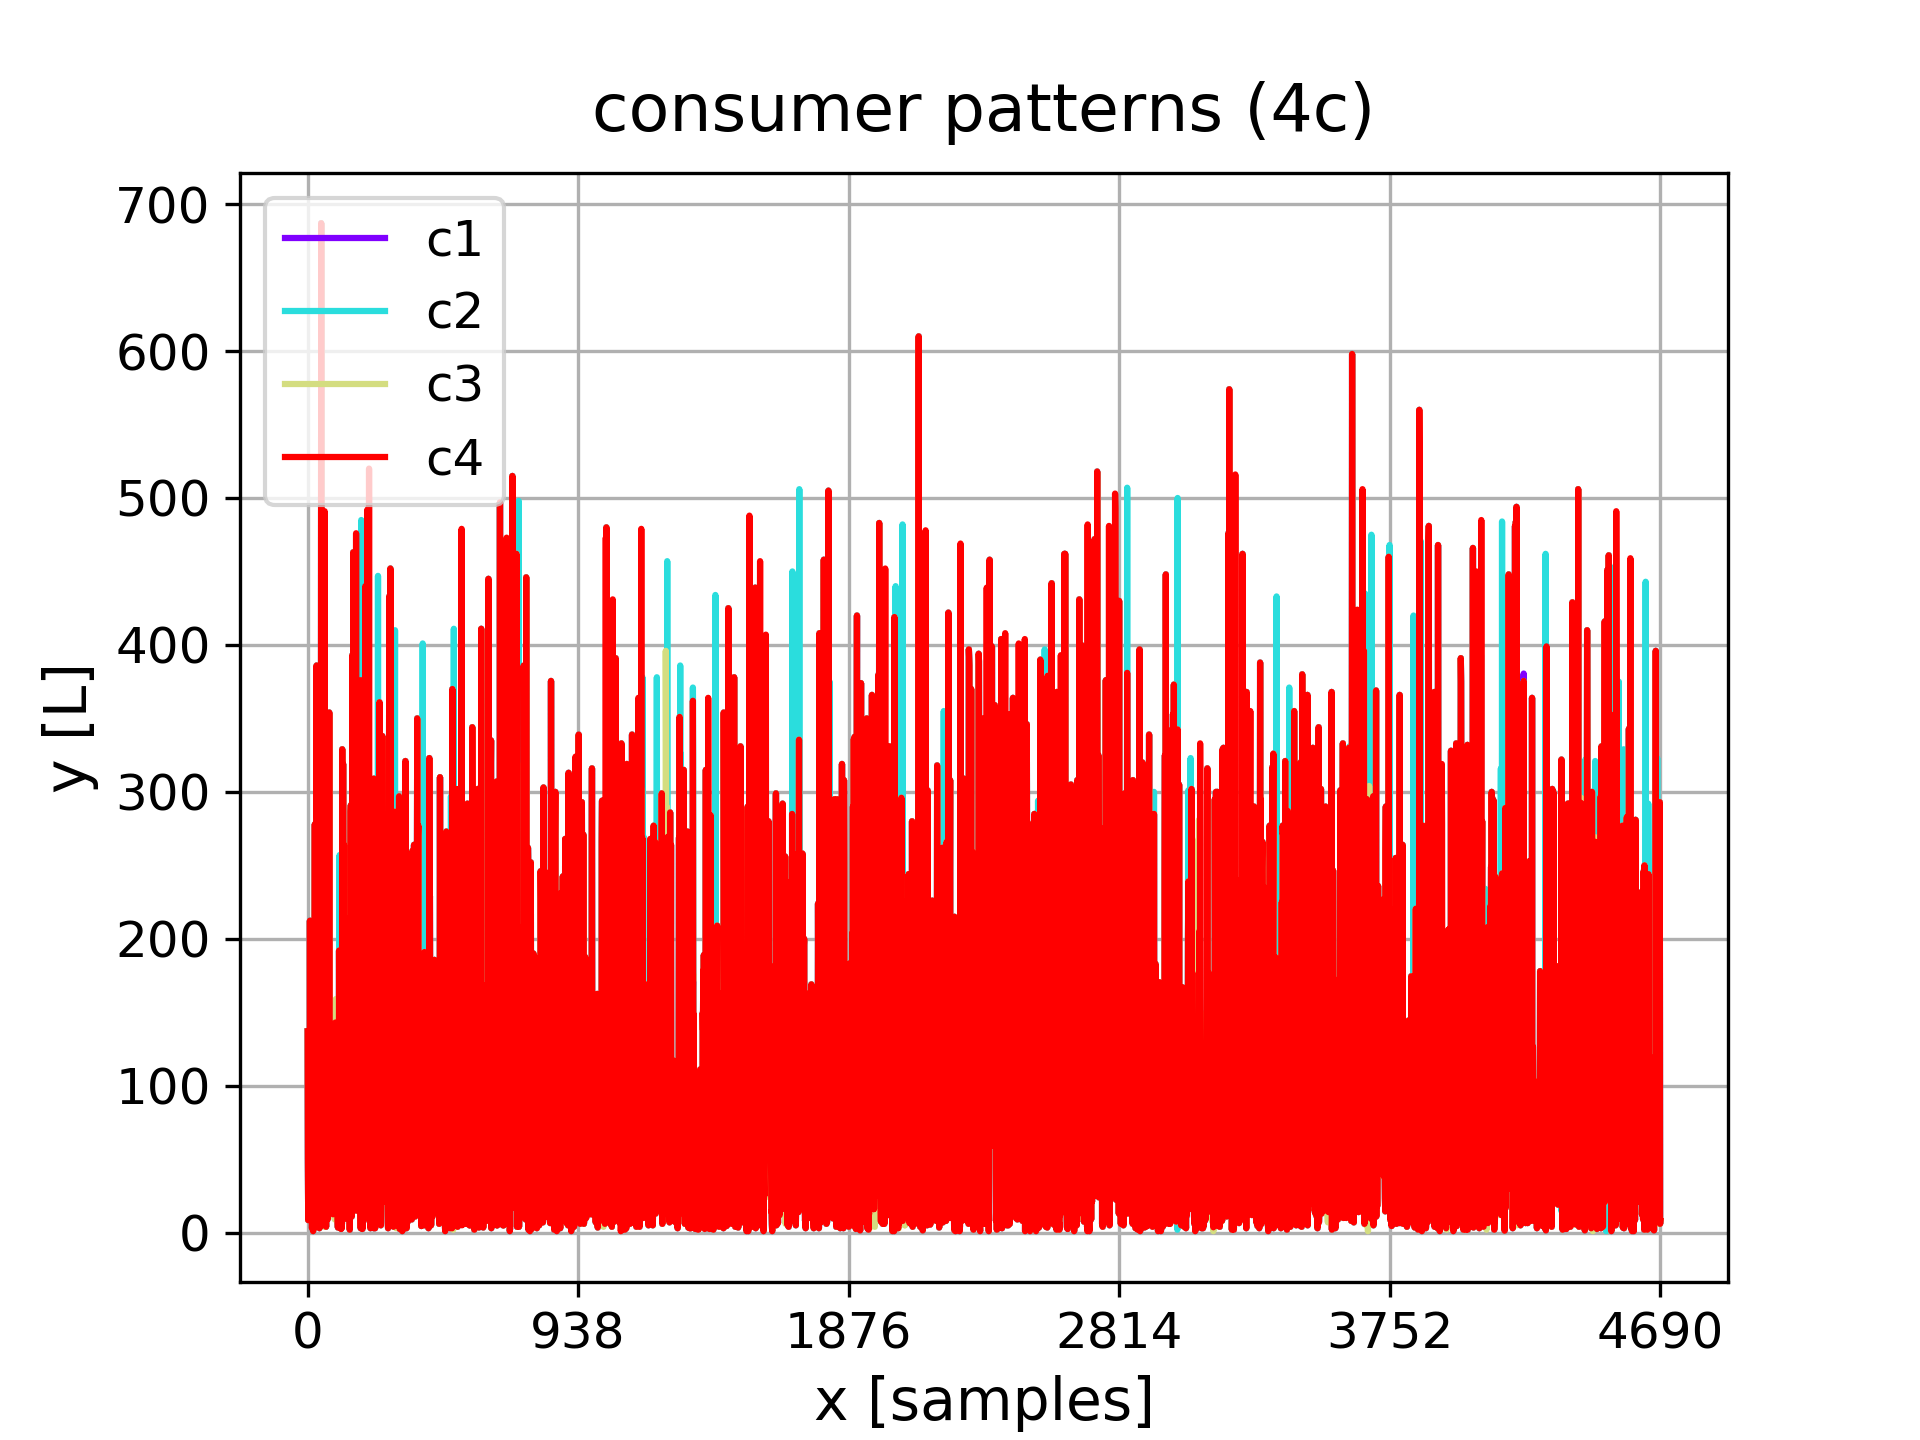 consumer patterns (4c)
c1
c2
c3
c4
700
600
500
400
300
200
100
0
y [L]
0 938 1876 2814 3752 4690
x [samples]